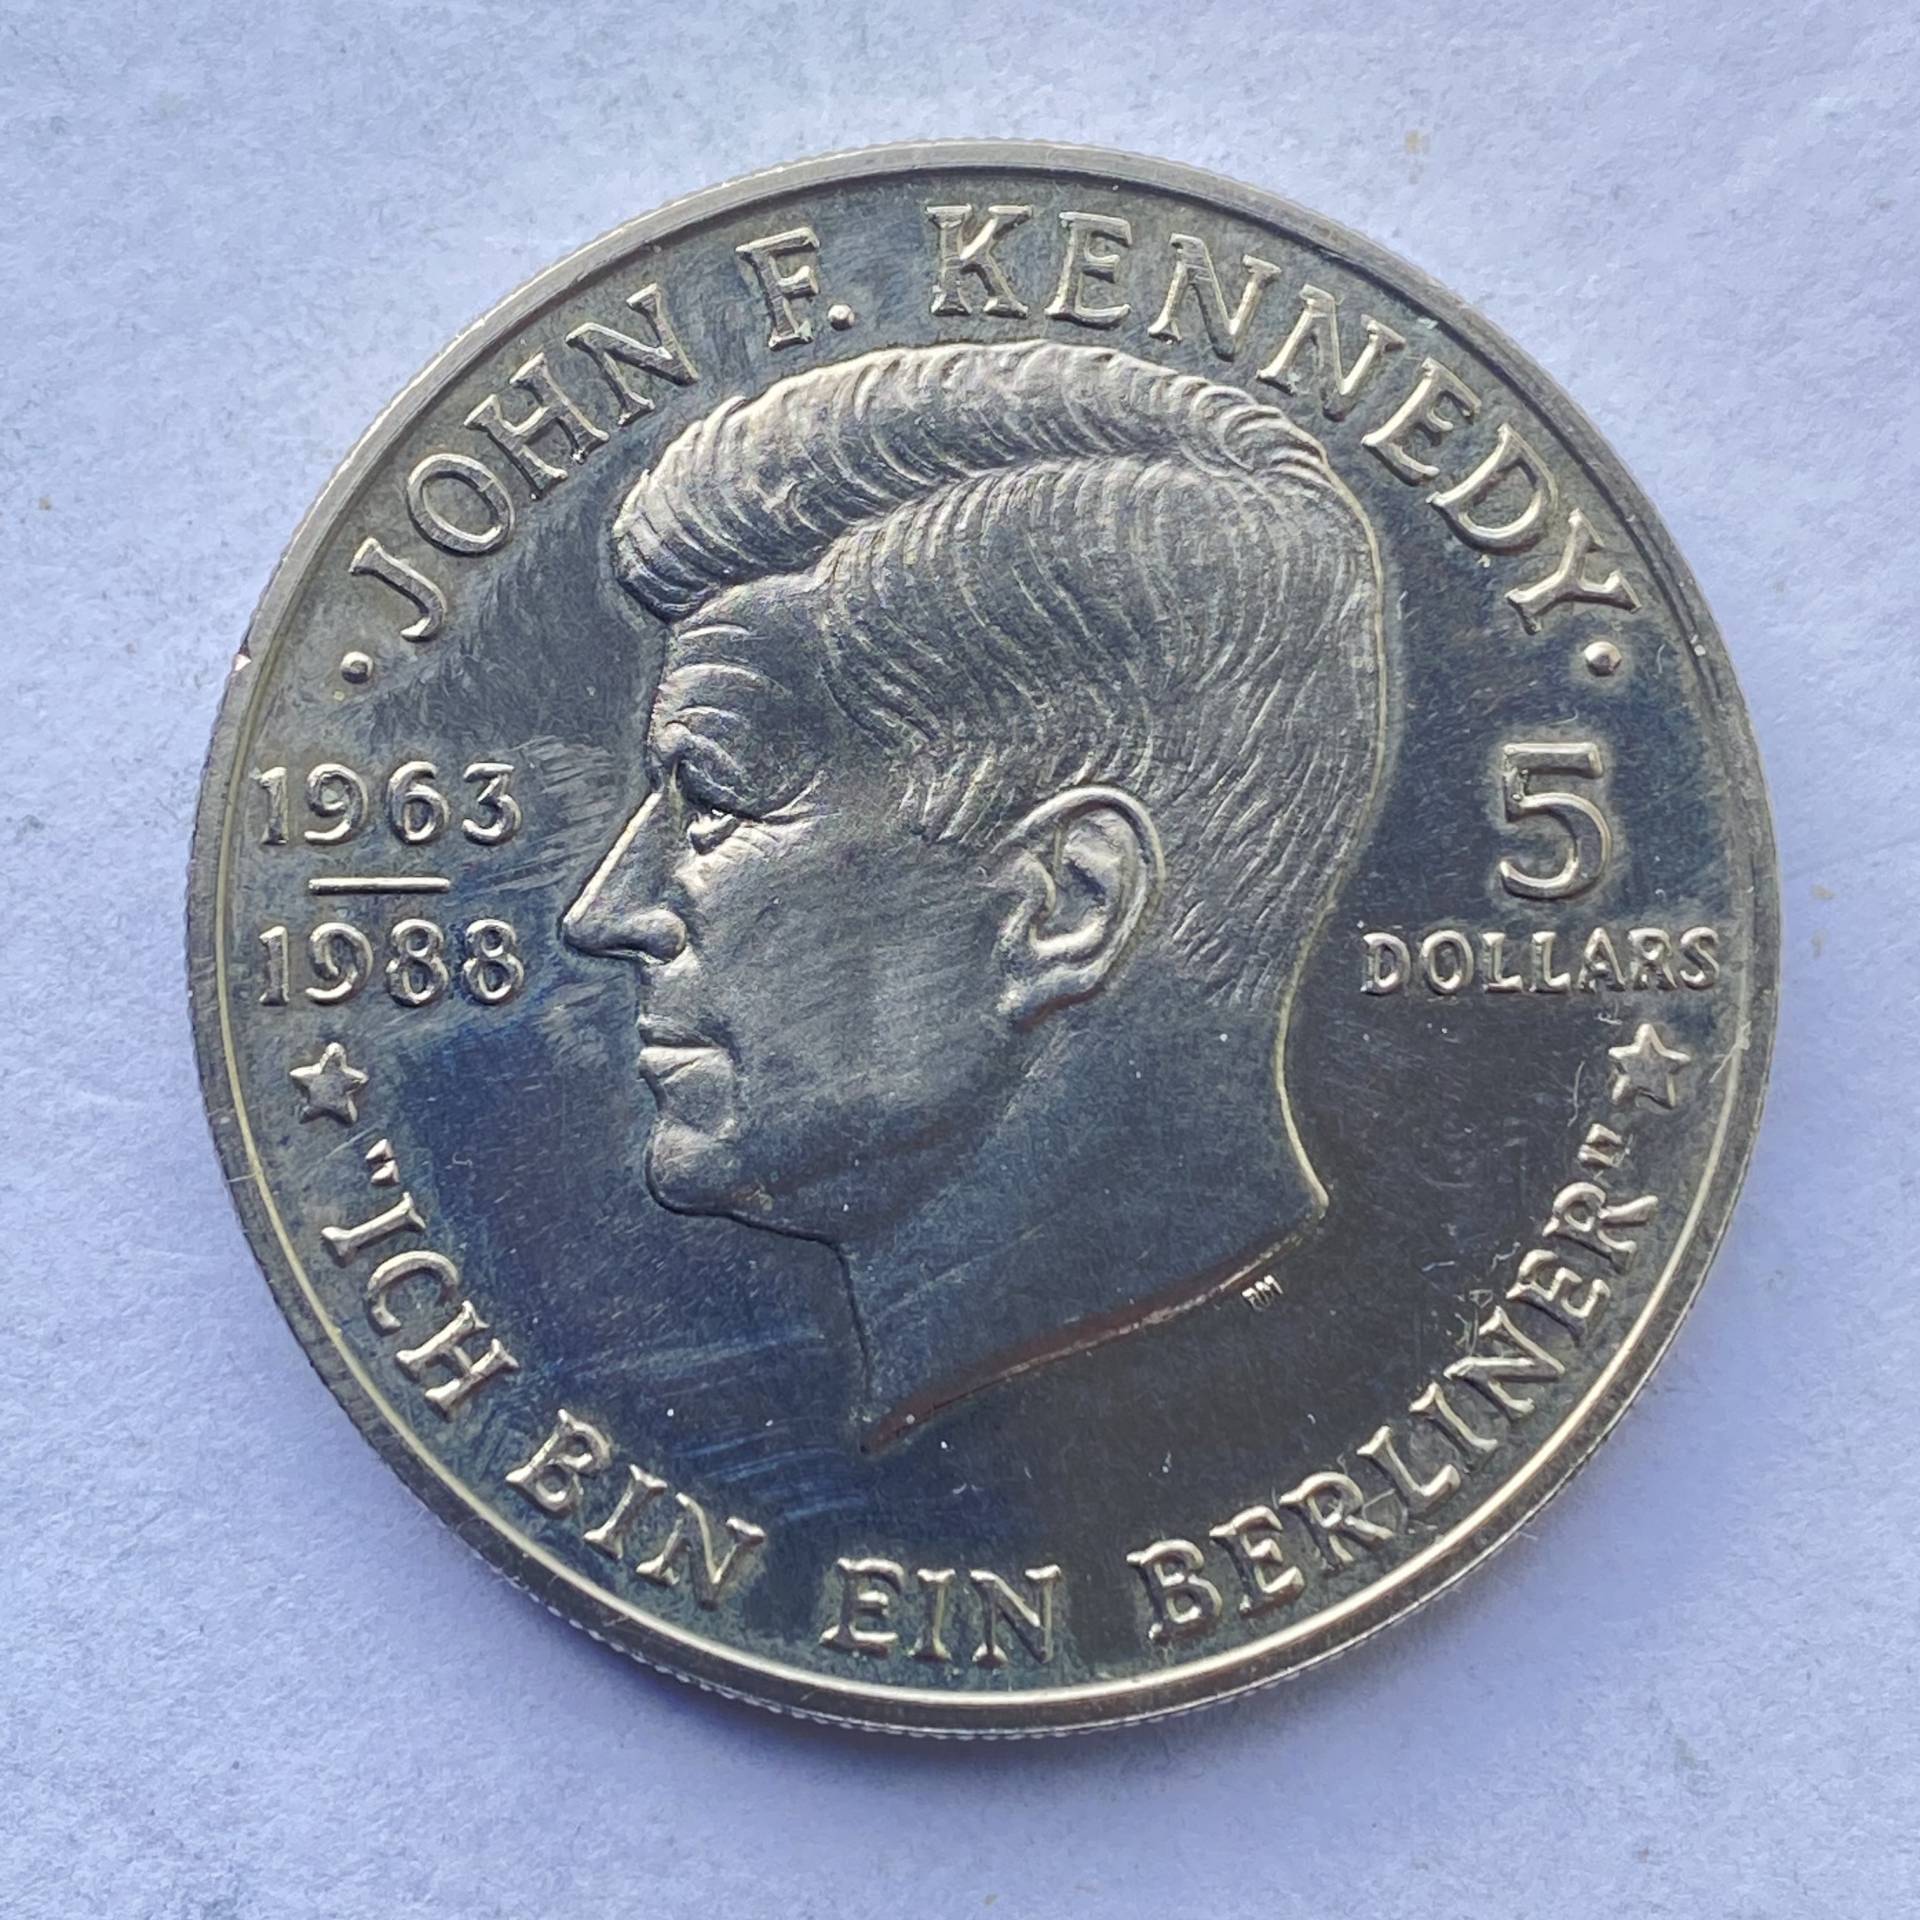 · JOHN F. KENNEDY ·
1963
1988
5
DOLLARS
"ICH BIN EIN BERLINER"